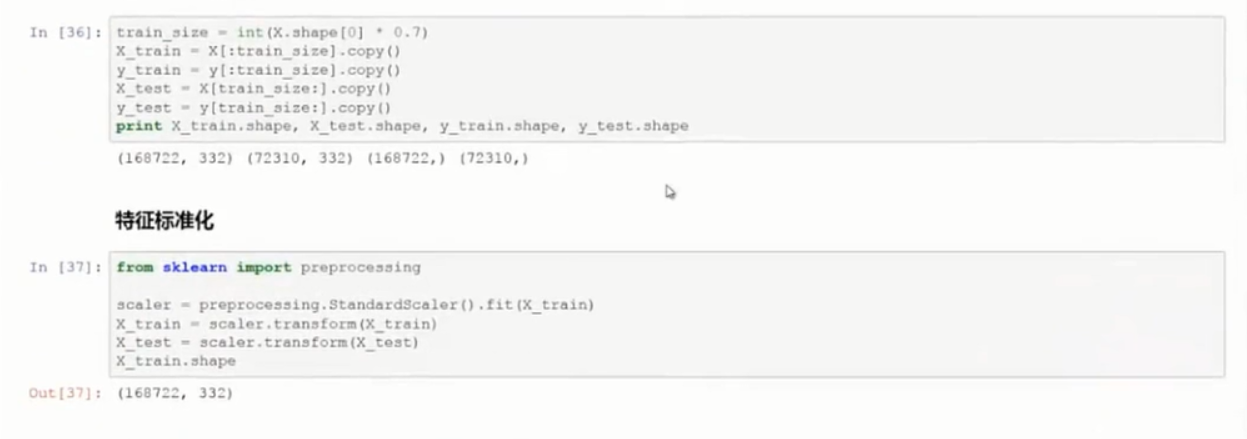 In [36]: train_size = int(X.shape[0] * 0.7)
X_train = X[:train_size].copy()
y_train = y[:train_size].copy()
X_test = X[train_size:].copy()
y_test = y[train_size:].copy()
print X_train.shape, X_test.shape, y_train.shape, y_test.shape
(168722, 332) (72310, 332) (168722,) (72310,)
特征标准化
In [37]: from sklearn import preprocessing
scaler = preprocessing.StandardScaler().fit(X_train)
X_train = scaler.transform(X_train)
X_test = scaler.transform(X_test)
X_train.shape
Out[37]: (168722, 332)